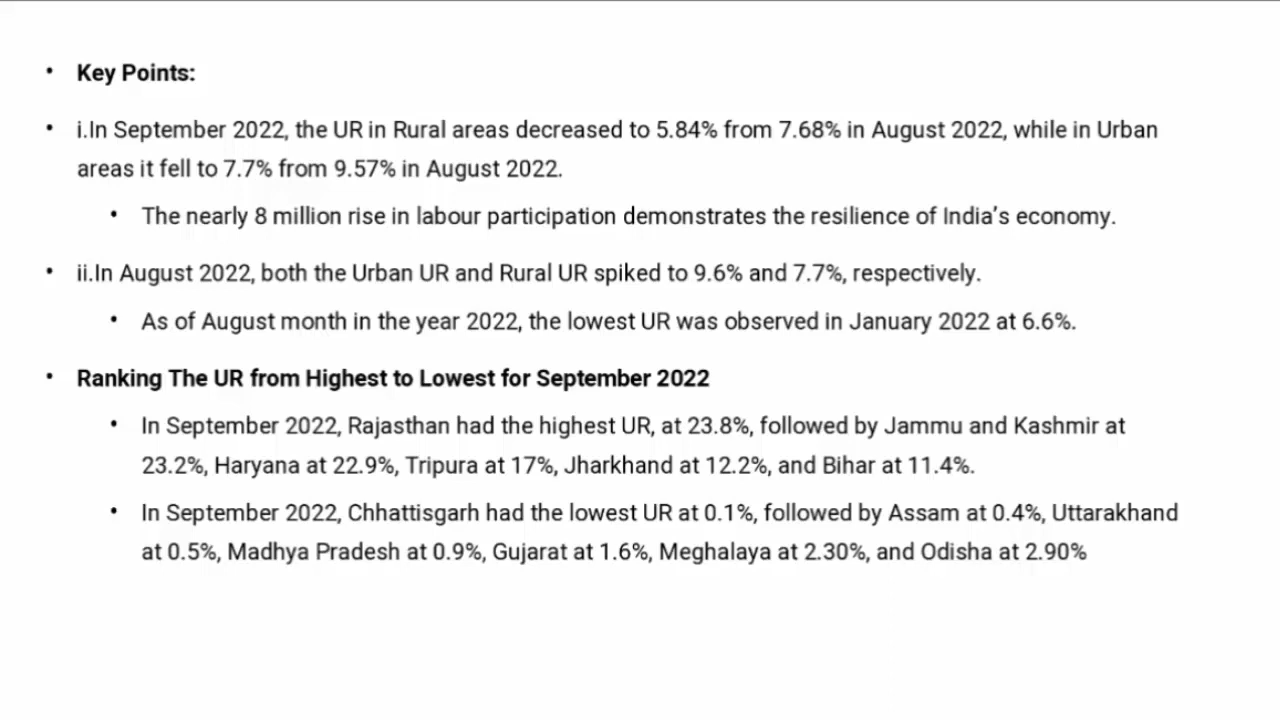 • Key Points:
• i.In September 2022, the UR in Rural areas decreased to 5.84% from 7.68% in August 2022, while in Urban
areas it fell to 7.7% from 9.57% in August 2022.
• The nearly 8 million rise in labour participation demonstrates the resilience of India’s economy.
• ii.In August 2022, both the Urban UR and Rural UR spiked to 9.6% and 7.7%, respectively.
• As of August month in the year 2022, the lowest UR was observed in January 2022 at 6.6%.
• Ranking The UR from Highest to Lowest for September 2022
• In September 2022, Rajasthan had the highest UR, at 23.8%, followed by Jammu and Kashmir at
23.2%, Haryana at 22.9%, Tripura at 17%, Jharkhand at 12.2%, and Bihar at 11.4%.
• In September 2022, Chhattisgarh had the lowest UR at 0.1%, followed by Assam at 0.4%, Uttarakhand
at 0.5%, Madhya Pradesh at 0.9%, Gujarat at 1.6%, Meghalaya at 2.30%, and Odisha at 2.90%